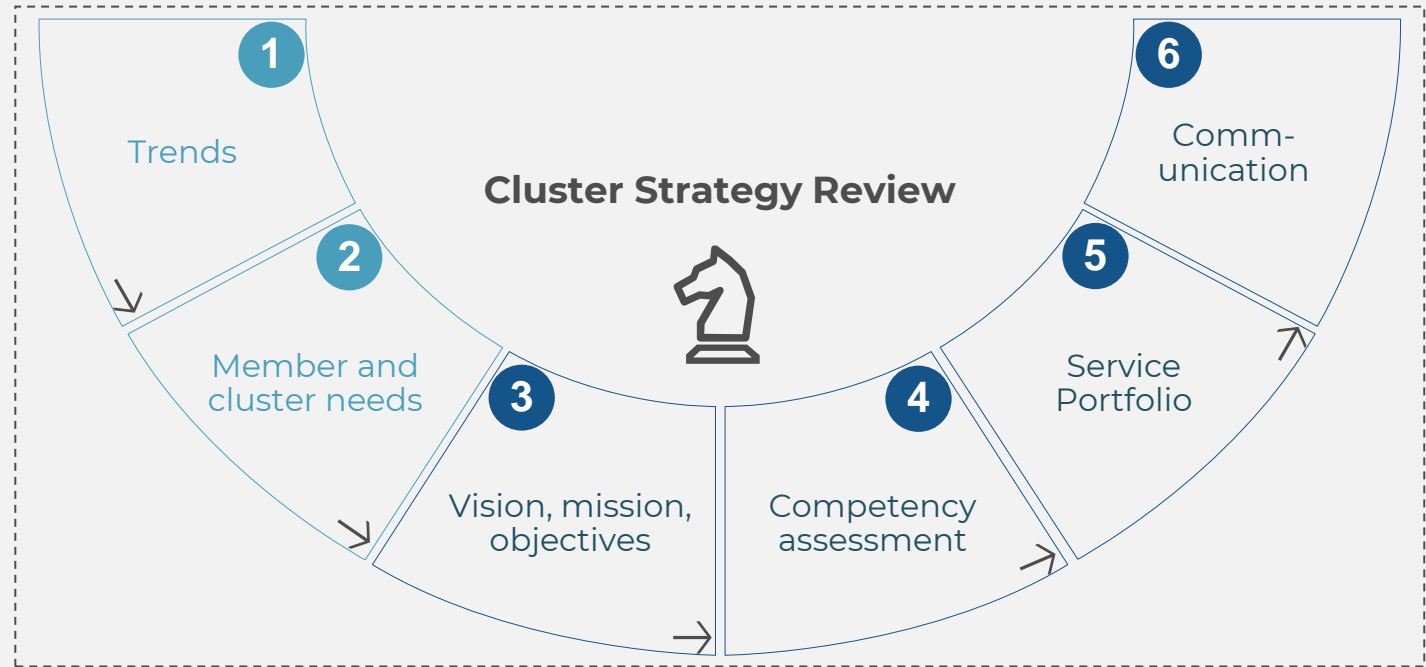 Cluster Strategy Review
1
Trends
2
Member and
cluster needs
3
Vision, mission,
objectives
4
Competency
assessment
5
Service
Portfolio
6
Comm-
unication